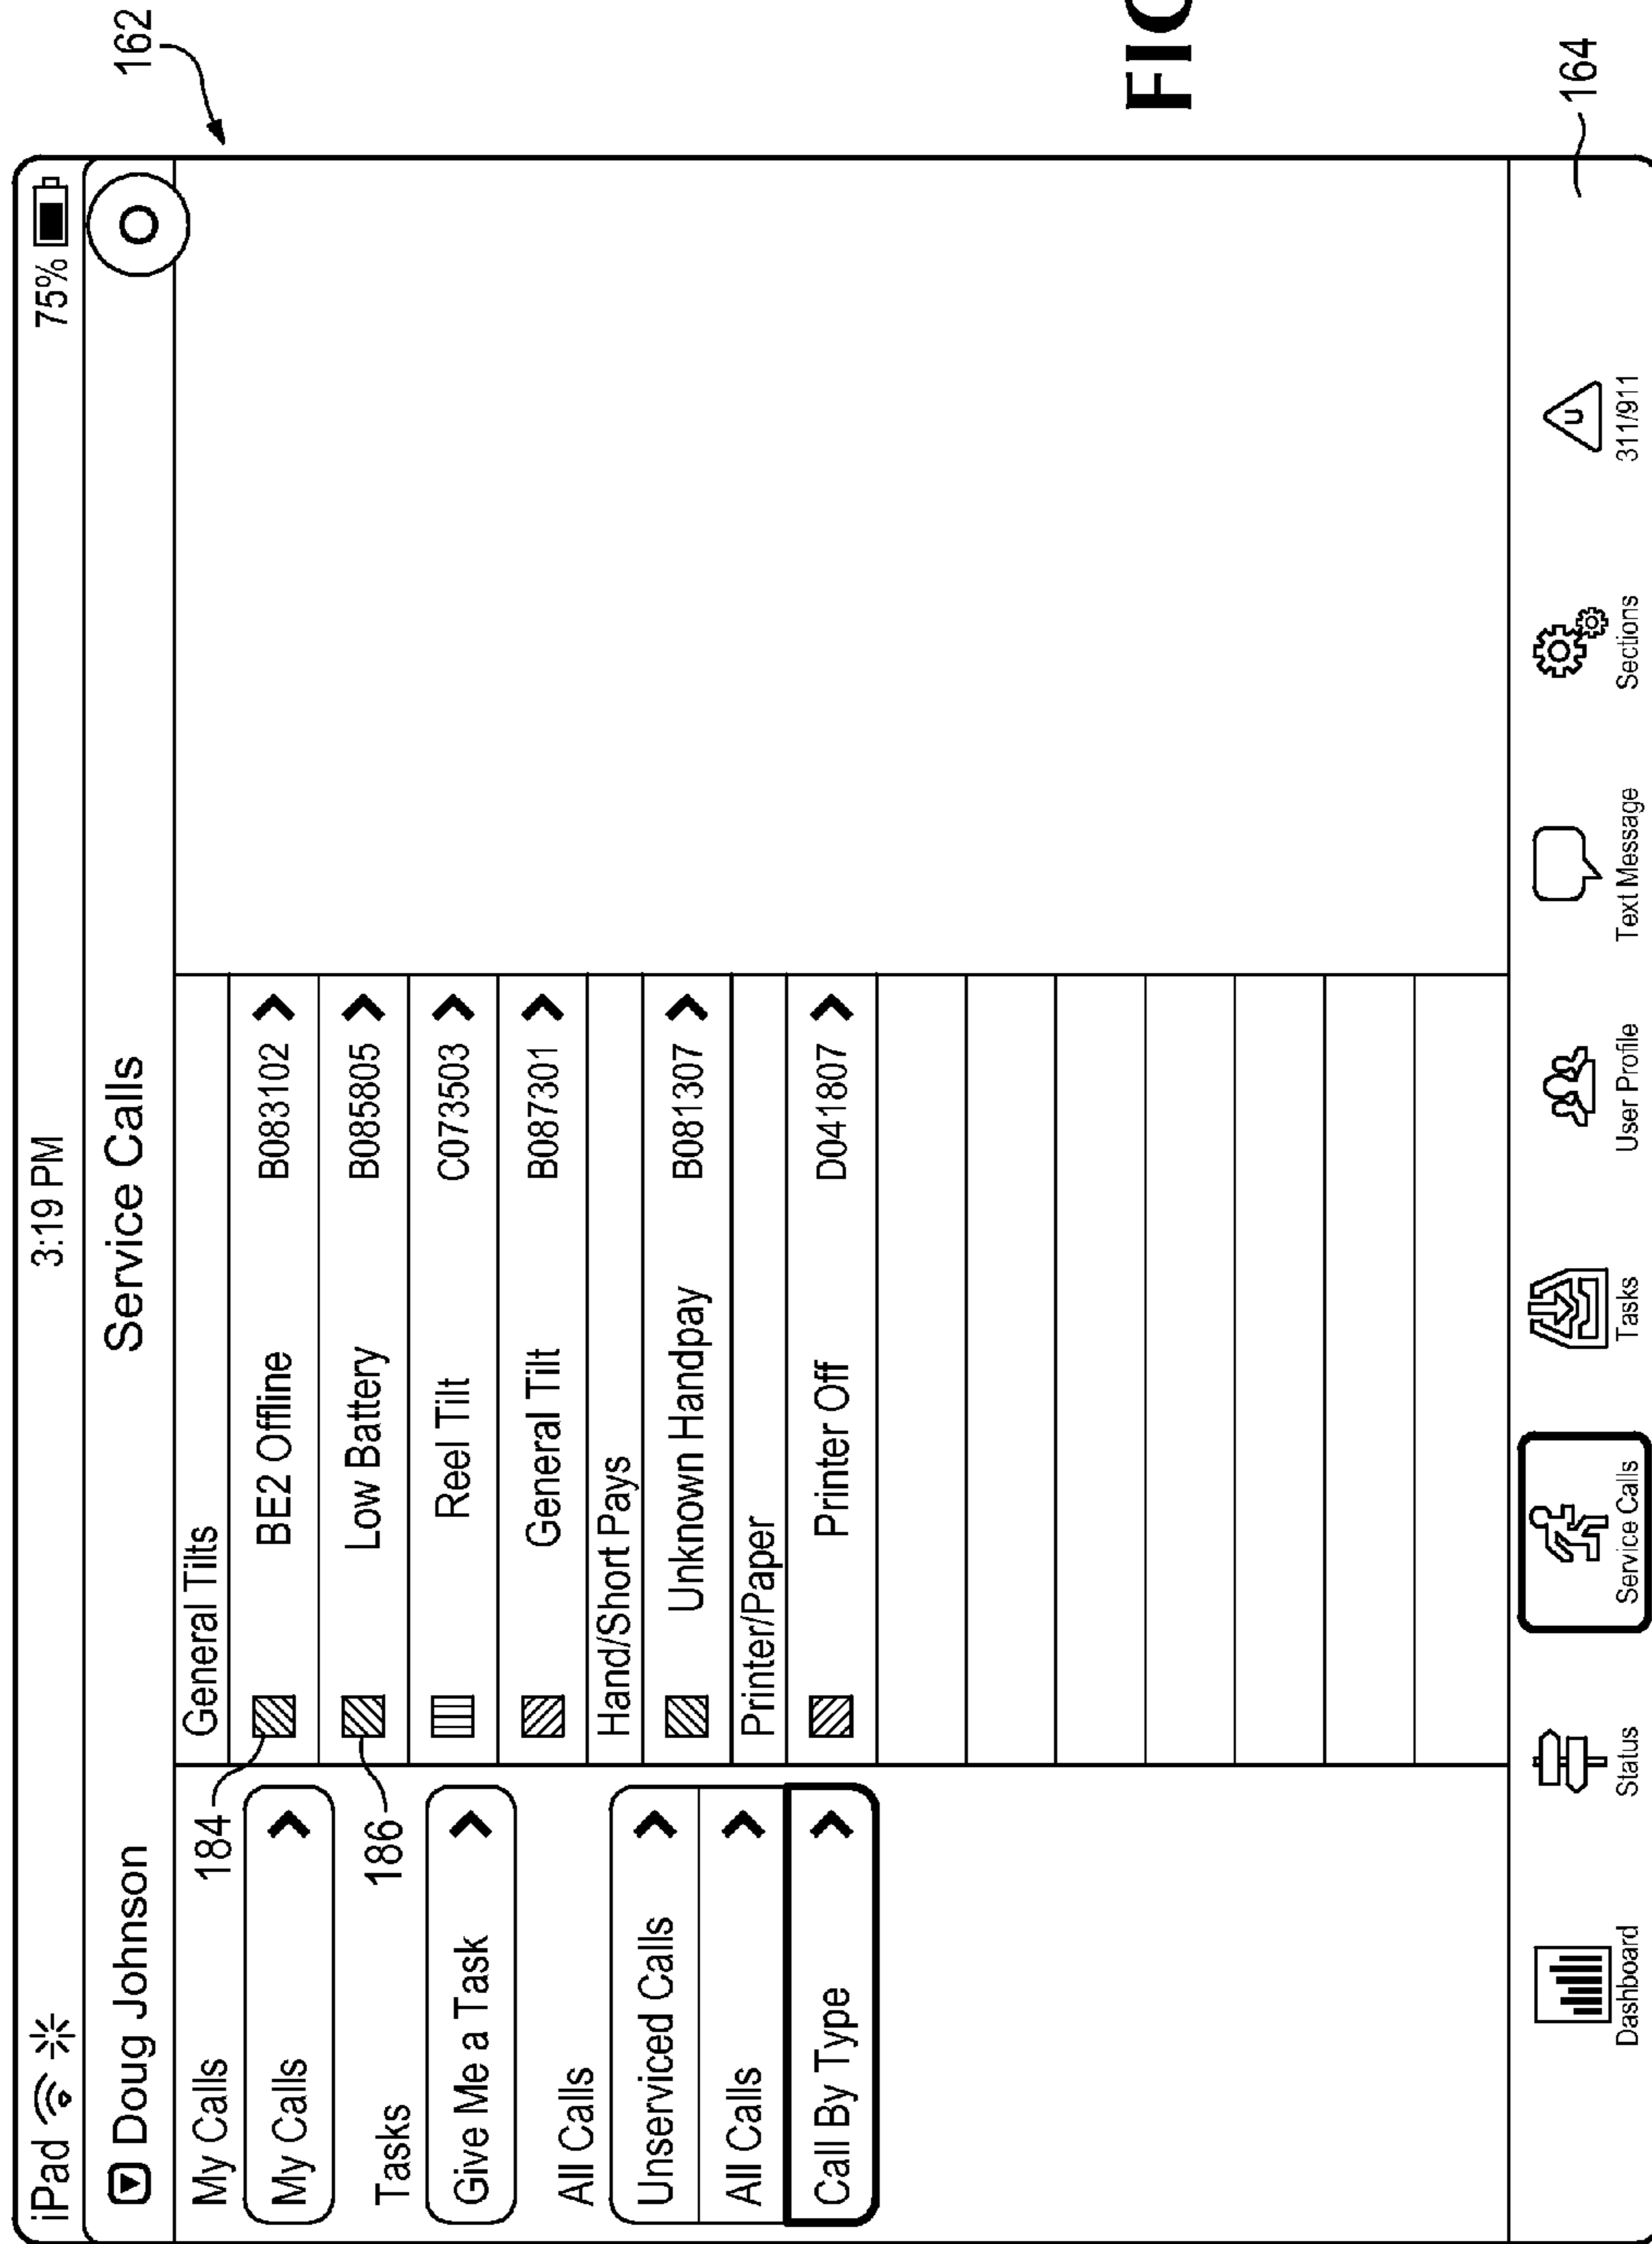 iPad 3:19 PM 75%
Doug Johnson Service Calls
162
My Calls
My Calls
Tasks
Give Me a Task
All Calls
Unserviced Calls
All Calls
Call By Type
184
186
General Tilts
BE2 Offline B083102
Low Battery B085805
Reel Tilt C073503
General Tilt B087301
Hand/Short Pays
Unknown Handpay B081307
Printer/Paper
Printer Off D041807
Dashboard
Status
Service Calls
Tasks
User Profile
Text Message
Sections
311/911
164